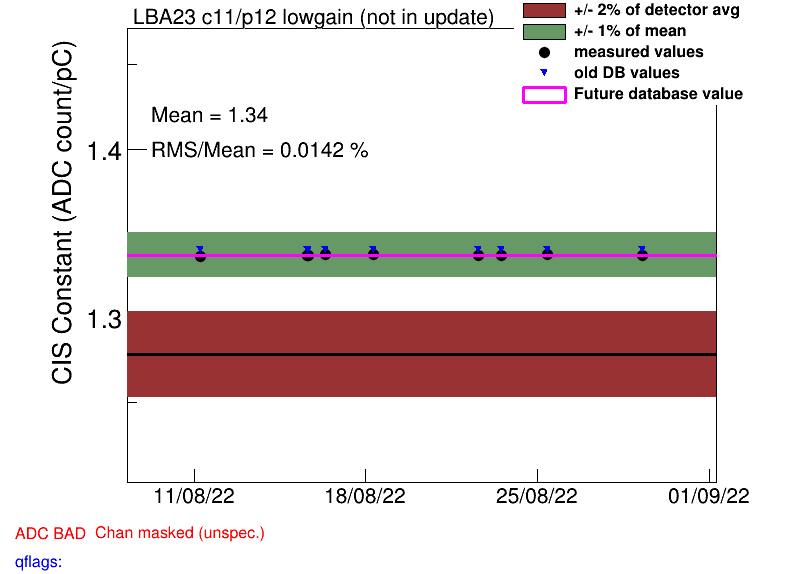 LBA23 c11/p12 lowgain (not in update)
+/- 2% of detector avg
+/- 1% of mean
measured values
old DB values
Future database value
CIS Constant (ADC count/pC)
Mean = 1.34
RMS/Mean = 0.0142 %
1.4
1.3
11/08/22 18/08/22 25/08/22 01/09/22
ADC BAD Chan masked (unspec.)
qflags: